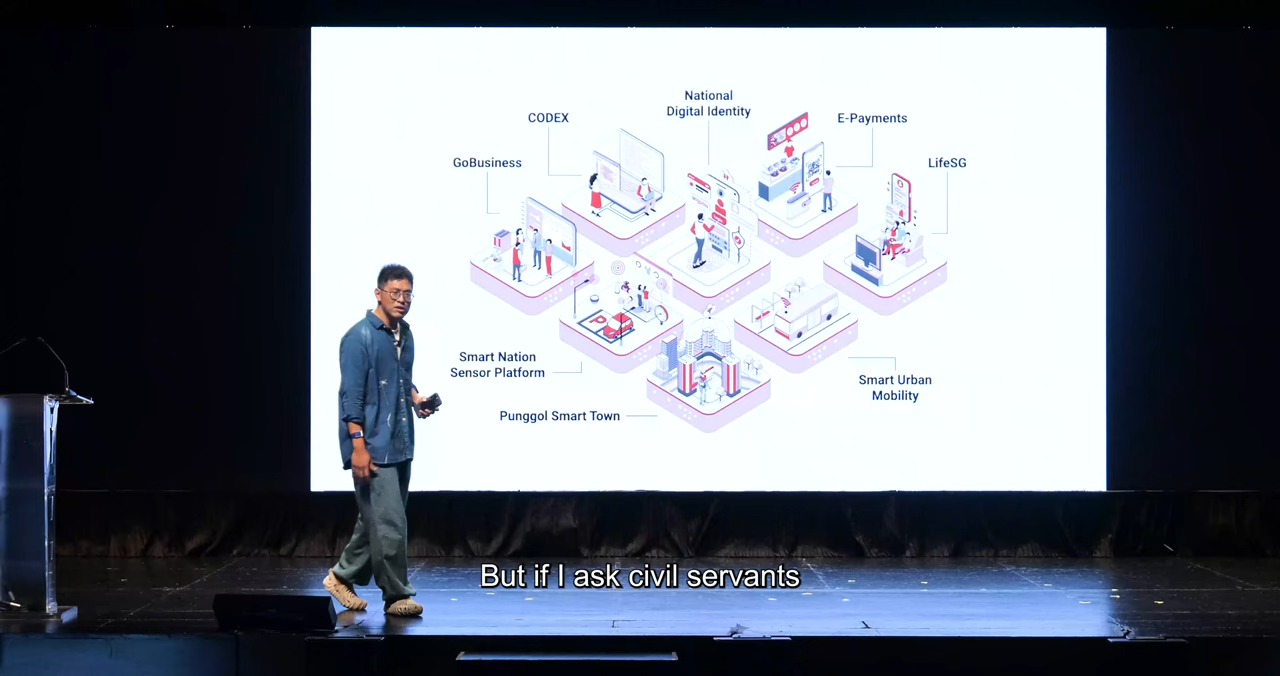 National
Digital Identity
CODEX
E-Payments
GoBusiness
LifeSG
Smart Nation
Sensor Platform
Smart Urban
Mobility
Punggol Smart Town
But if I ask civil servants